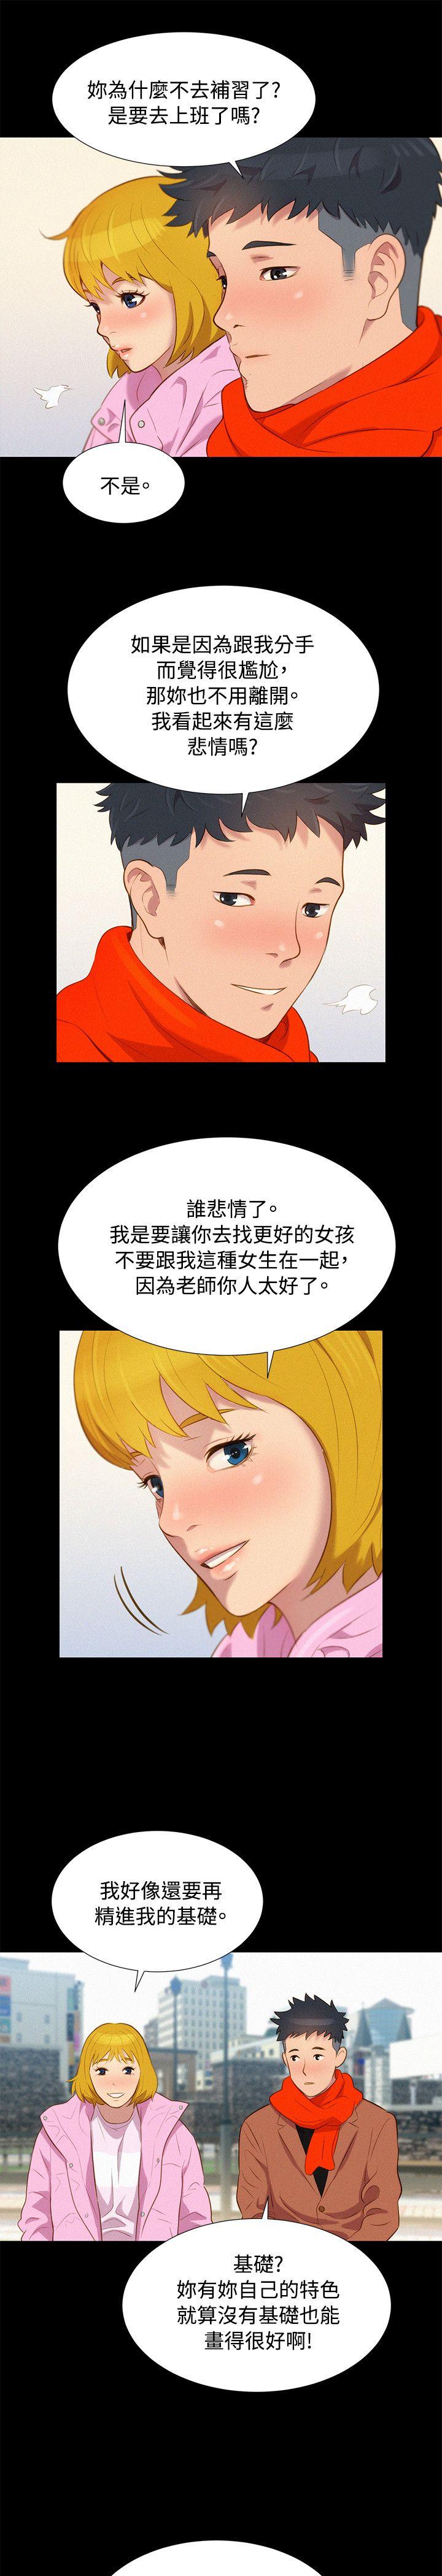 妳為什麼不去補習了?
是要去上班了嗎?
不是。
如果是因為跟我分手
而覺得很尷尬,
那妳也不用離開。
我看起來有這麼
悲情嗎?
誰悲情了。
我是要讓你去找更好的女孩
不要跟我這種女生在一起,
因為老師你人太好了。
我好像還要再
精進我的基礎。
基礎?
妳有妳自己的特色
就算沒有基礎也能
畫得很好啊!